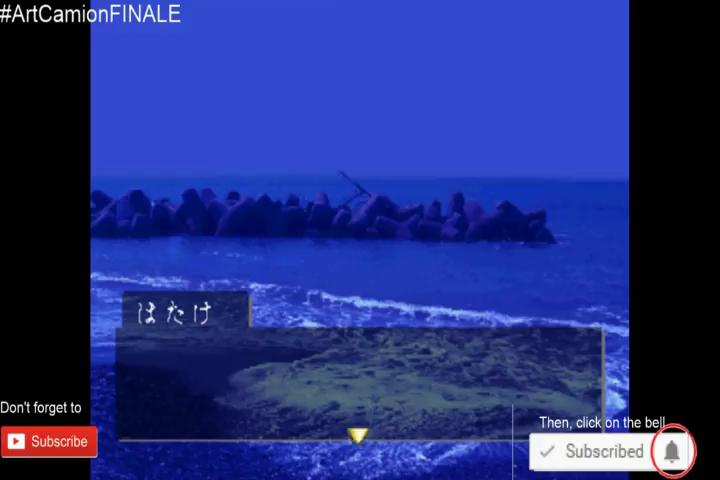 #ArtCamionFINALE
はたけ
Don't forget to
Subscribe
Then, click on the bell
Subscribed